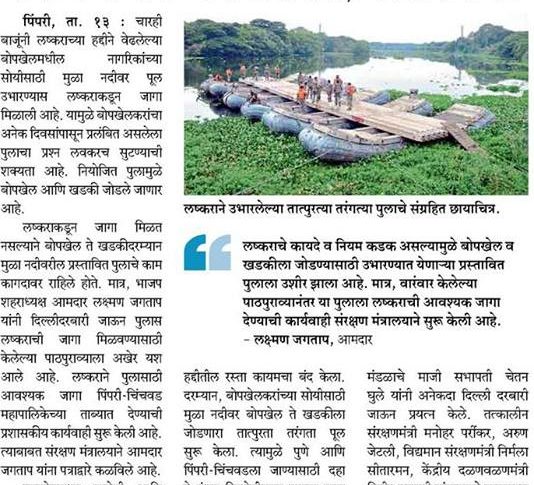 पिंपरी, ता. १३ : चारही
बाजूंनी लष्कराच्या हद्दीने वेढलेल्या
बोपखेलमधील नागरिकांच्या
सोयीसाठी मुळा नदीवर पूल
उभारण्यास लष्कराकडून जागा
मिळाली आहे. यामुळे बोपखेलकरांचा
अनेक दिवसांपासून प्रलंबित असलेला
पुलाचा प्रश्न लवकरच सुटण्याची
शक्यता आहे. नियोजित पुलामुळे
बोपखेल आणि खडकी जोडले जाणार
आहे.
लष्कराकडून जागा मिळत
नसल्याने बोपखेल ते खडकीदरम्यान
मुळा नदीवरील प्रस्तावित पुलाचे काम
कागदावर राहिले होते. मात्र, भाजप
शहराध्यक्ष आमदार लक्ष्मण जगताप
यांनी दिल्लीदरबारी जाऊन पुलास
लष्कराची जागा मिळवण्यासाठी
केलेल्या पाठपुराव्याला अखेर यश
आले आहे. लष्कराने पुलासाठी
आवश्यक जागा पिंपरी-चिंचवड
महापालिकेच्या ताब्यात देण्याची
प्रशासकीय कार्यवाही सुरू केली आहे.
त्याबाबत संरक्षण मंत्रालयाने आमदार
जगताप यांना पत्राद्वारे कळविले आहे.
लष्कराने उभारलेल्या तात्पुरत्या तरंगत्या पुलाचे संग्रहित छायाचित्र.
लष्कराचे कायदे व नियम कडक असल्यामुळे बोपखेल व
खडकीला जोडण्यासाठी उभारण्यात येणाऱ्या प्रस्तावित
पुलाला उशीर झाला आहे. मात्र, वारंवार केलेल्या
पाठपुराव्यानंतर या पुलाला लष्कराची आवश्यक जागा
देण्याची कार्यवाही संरक्षण मंत्रालयाने सुरू केली आहे.
– लक्ष्मण जगताप, आमदार
हद्दीतील रस्ता कायमचा बंद केला.
दरम्यान, बोपखेलकरांच्या सोयीसाठी
मुळा नदीवर बोपखेल ते खडकीला
जोडणारा तात्पुरता तरंगता पूल
सुरू केला. त्यामुळे पुणे आणि
पिंपरी-चिंचवडला जाण्यासाठी दहा
मंडळाचे माजी सभापती चेतन
घुले यांनी अनेकदा दिल्ली दरबारी
जाऊन प्रयत्न केले. तत्कालीन
संरक्षणमंत्री मनोहर पर्रीकर, अरुण
जेटली, विद्यमान संरक्षणमंत्री निर्मला
सीतारमन, केंद्रीय दळणवळणमंत्री